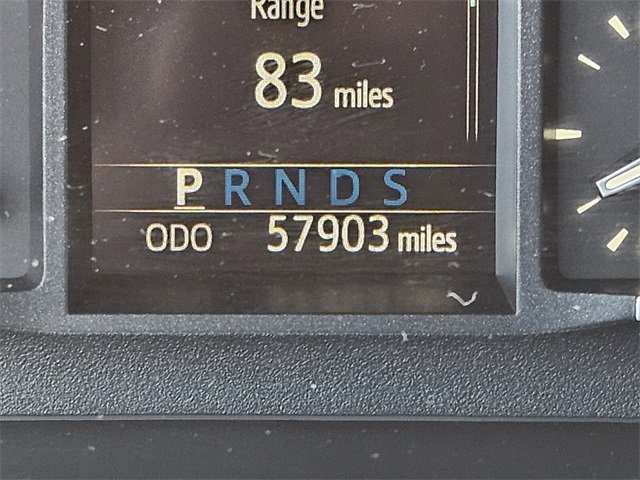 Range
83 miles
P R N D S
ODO 57903 miles